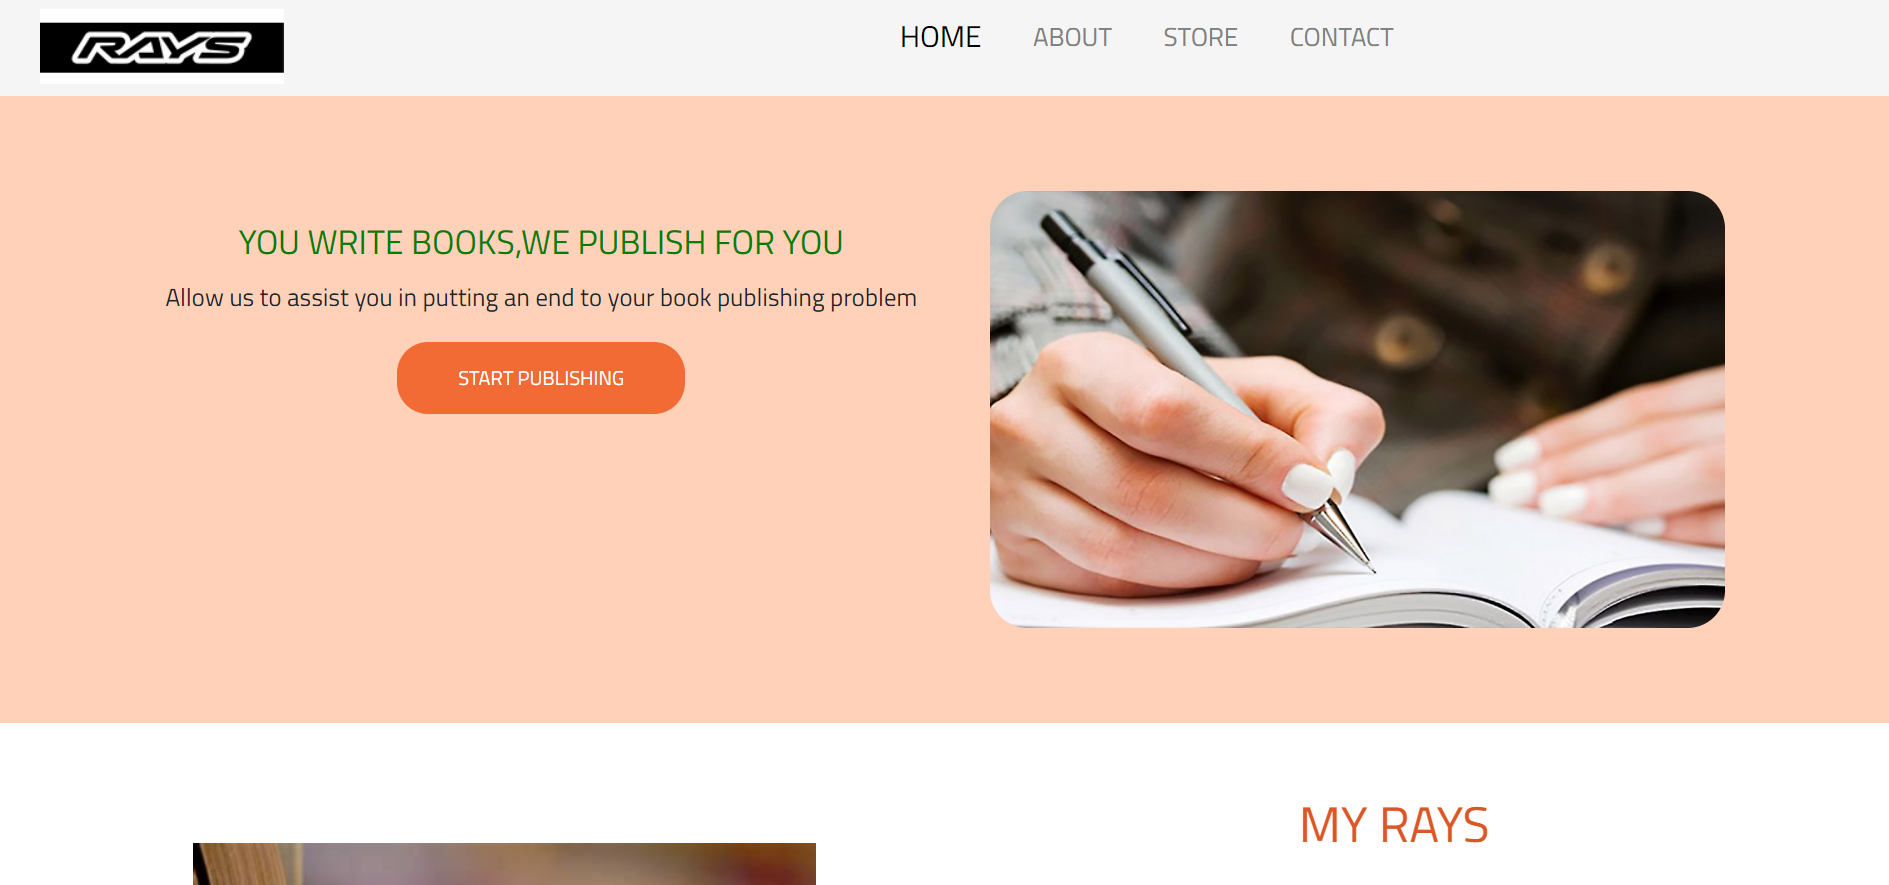 RAYS
HOME ABOUT STORE CONTACT
YOU WRITE BOOKS,WE PUBLISH FOR YOU
Allow us to assist you in putting an end to your book publishing problem
START PUBLISHING
MY RAYS